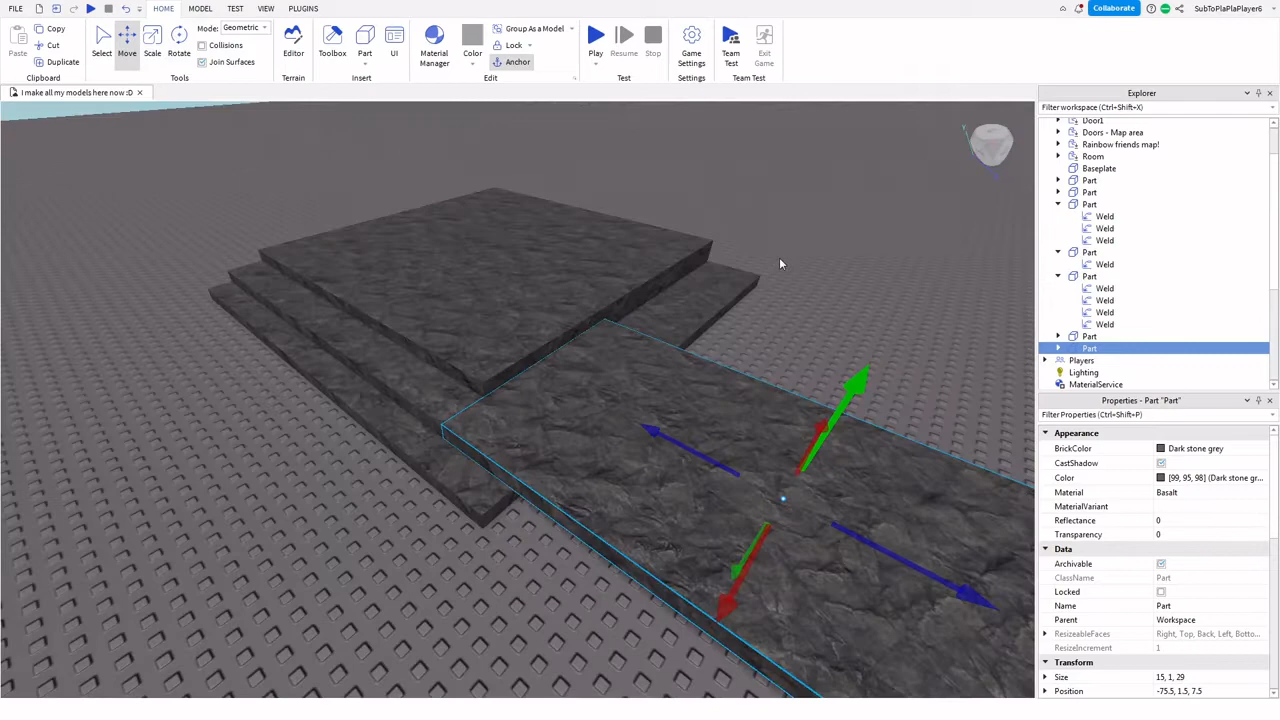 FILE HOME MODEL TEST VIEW PLUGINS Collaborate SubToPlaPlaPlayer6
Paste Copy Cut Duplicate Clipboard
Select Move Scale Rotate Mode: Geometric Collisions Join Surfaces Tools
Editor Terrain
Toolbox Part UI Insert
Material Manager Color Group As a Model Lock Anchor Edit
Play Resume Stop Test
Game Settings Settings
Team Test Exit Game Team Test
I make all my models here now :D
Explorer
Filter workspace (Ctrl+Shift+X)
Door1
Doors - Map area
Rainbow friends map!
Room
Baseplate
Part
Part
Part
Weld
Weld
Weld
Part
Weld
Part
Weld
Weld
Weld
Weld
Part
Part
Players
Lighting
MaterialService
Properties - Part "Part"
Filter Properties (Ctrl+Shift+P)
Appearance
BrickColor Dark stone grey
CastShadow
Color [99, 95, 98] (Dark stone gr...
Material Basalt
MaterialVariant
Reflectance 0
Transparency 0
Data
Archivable
ClassName Part
Locked
Name Part
Parent Workspace
ResizeableFaces Right, Top, Back, Left, Botto...
ResizeIncrement 1
Transform
Size 15, 1, 29
Position -75.5, 1.5, 7.5